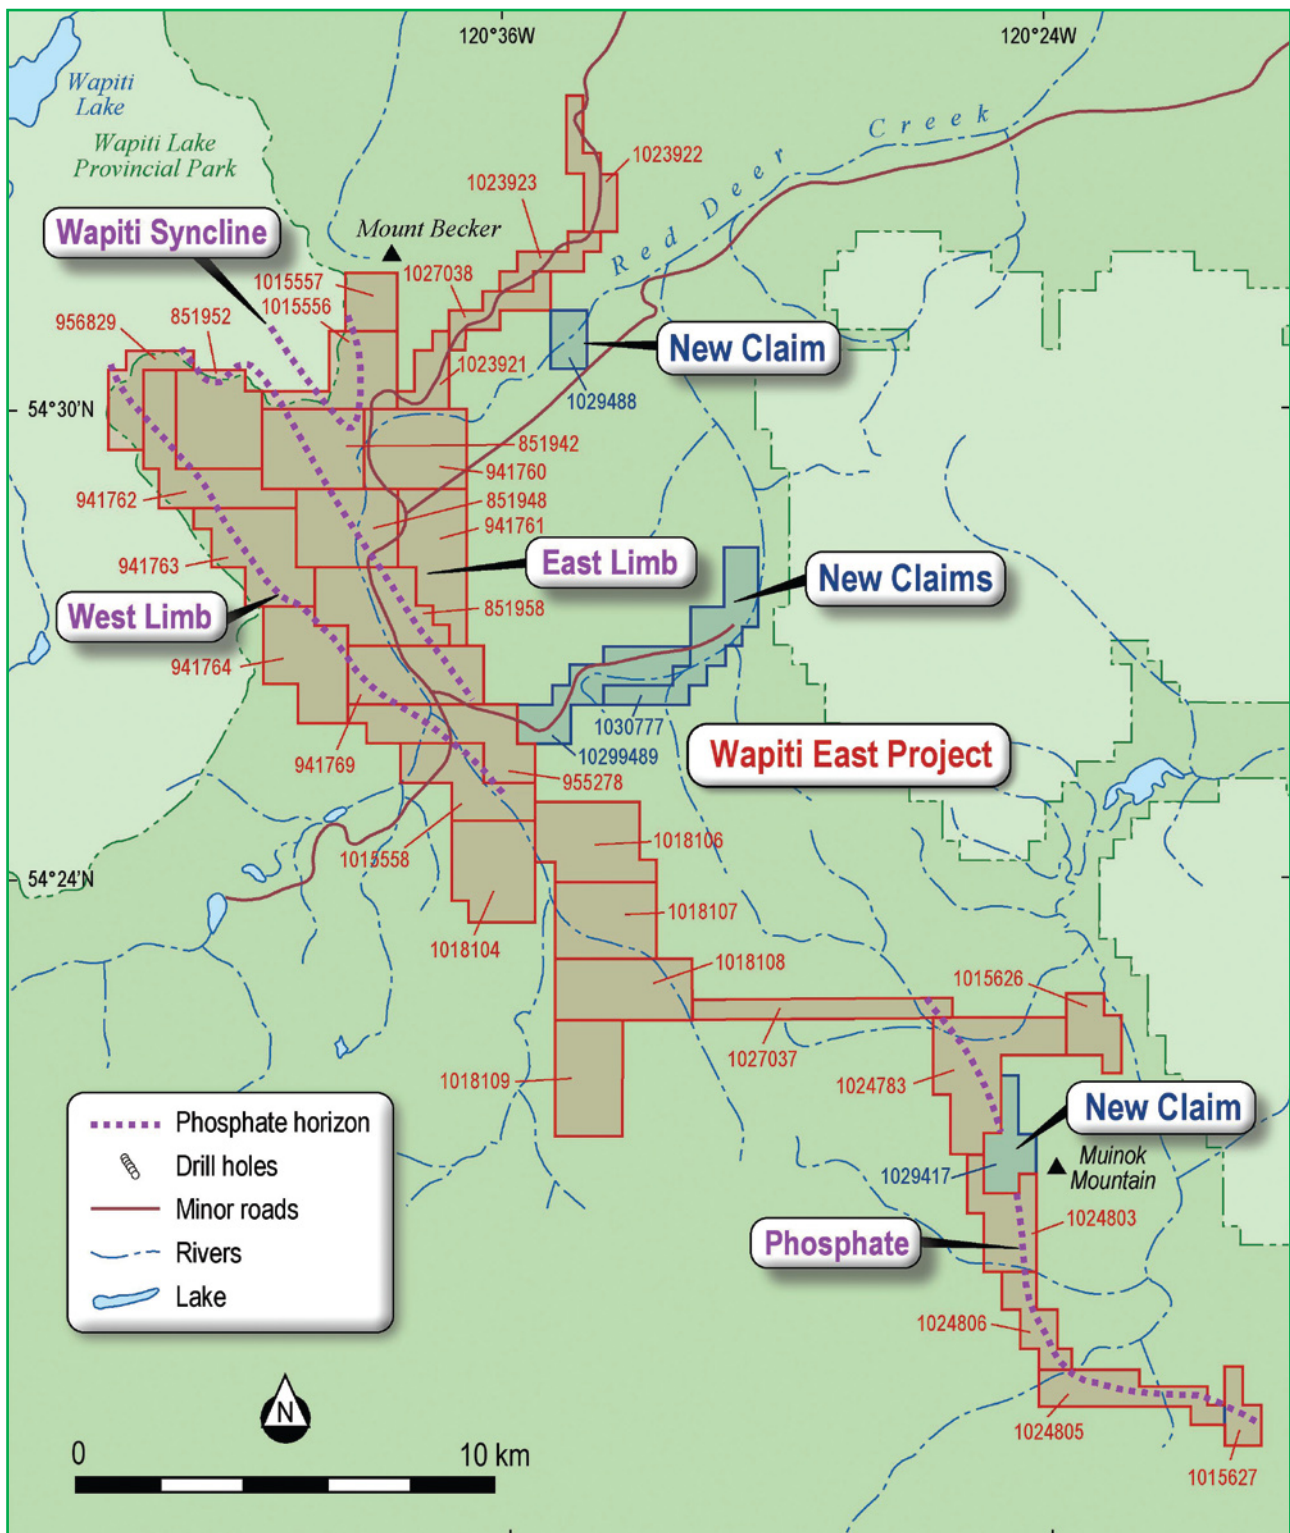 120°36'W
120°24'W
Wapiti
Lake
Wapiti Lake
Provincial Park
Red Deer Creek
1023922
1023923
Wapiti Syncline
Mount Becker
1027038
1015557
1015556
956829
851952
New Claim
1023921
1029488
54°30'N
851942
941760
941762
851948
941761
941763
East Limb
New Claims
West Limb
851958
941764
1030777
10299489
Wapiti East Project
941769
955278
1015558
1018106
54°24'N
1018107
1018104
1018108
1015626
1027037
1018109
1024783
New Claim
Phosphate horizon
Drill holes
Minor roads
Rivers
Lake
1029417
Muinok
Mountain
1024803
Phosphate
1024806
N
1024805
1015627
0 10 km